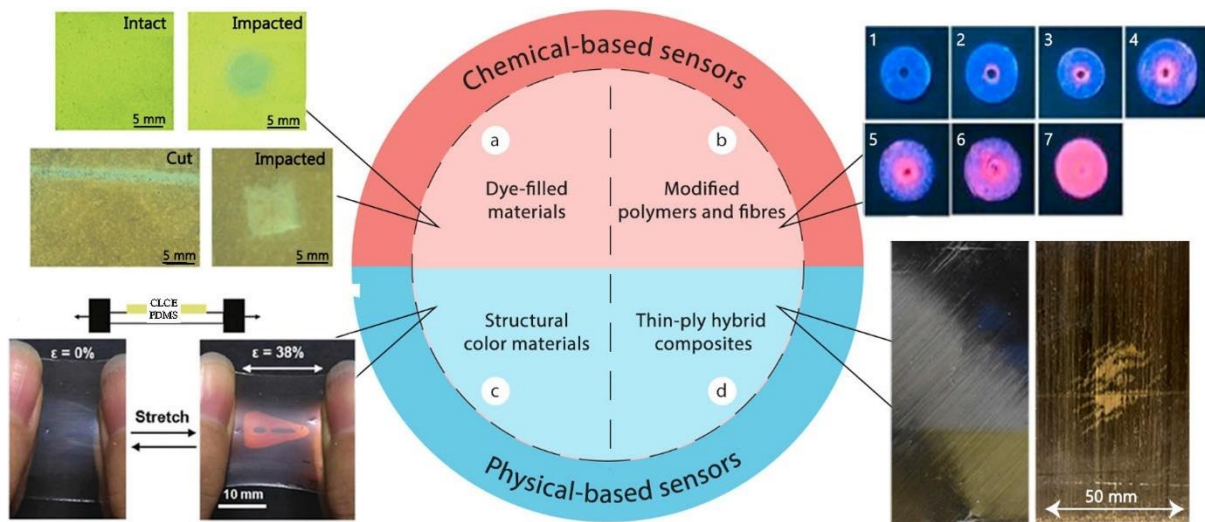 Intact
5 mm
Impacted
5 mm
Cut
5 mm
Impacted
5 mm
CLCE
PDMS
ε = 0%
ε = 38%
Stretch
10 mm
Chemical-based sensors
a
Dye-filled
materials
b
Modified
polymers and fibres
Structural
color materials
c
Thin-ply hybrid
composites
d
Physical-based sensors
1
2
3
4
5
6
7
50 mm